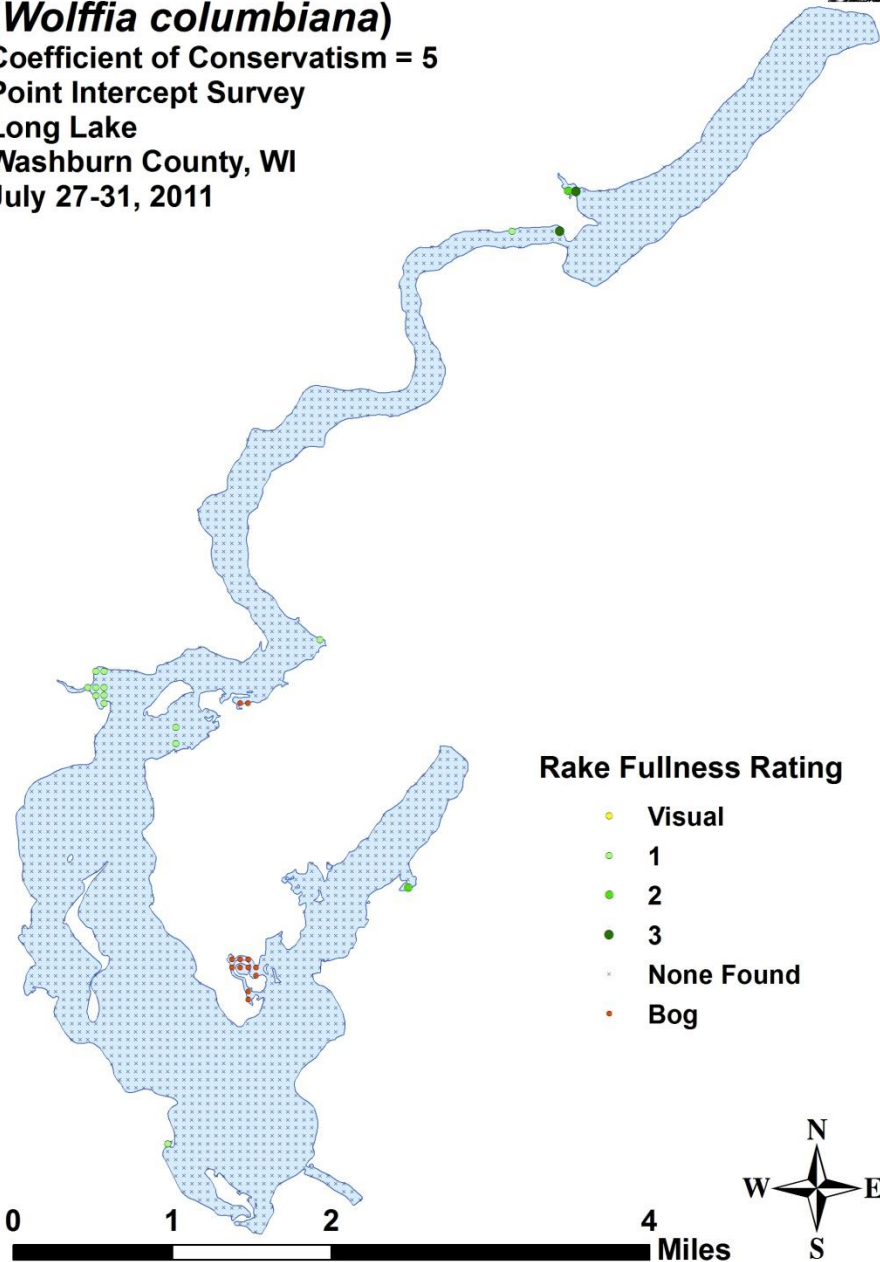 Wolffia columbiana)
Coefficient of Conservatism = 5
Point Intercept Survey
Long Lake
Washburn County, WI
July 27-31, 2011
Rake Fullness Rating
Visual
1
2
3
None Found
Bog
N
W E
S
0 1 2 4
Miles